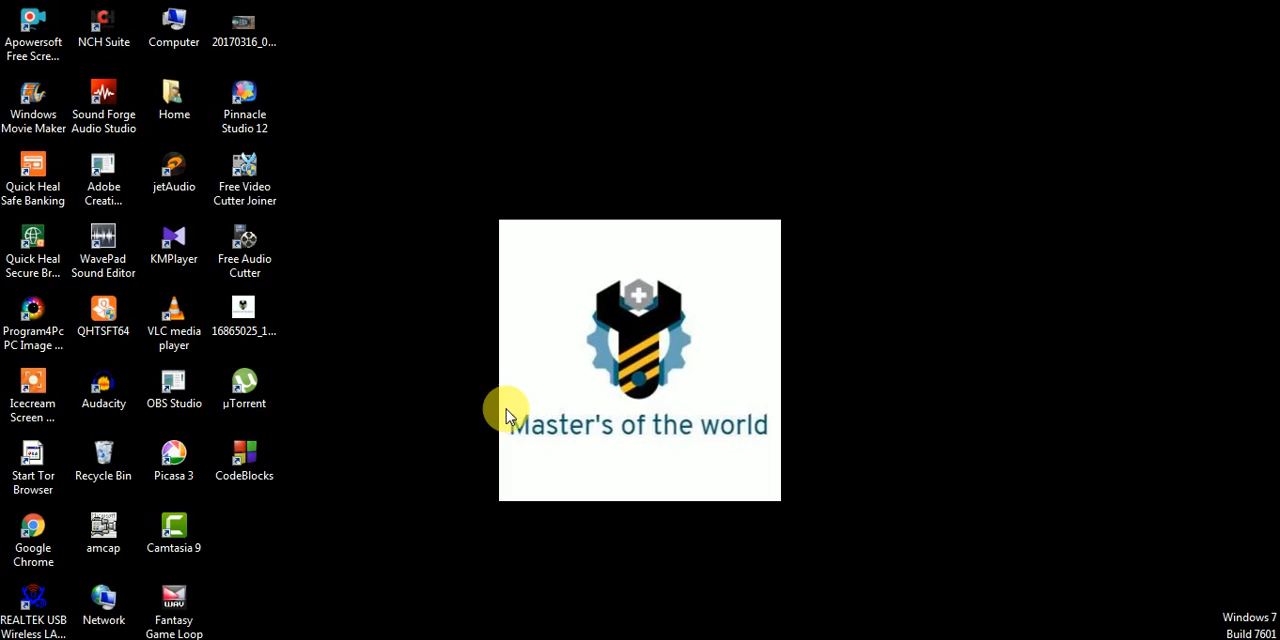 Apowersoft
Free Scre...
NCH Suite
Computer
20170316_0...
Windows
Movie Maker
Sound Forge
Audio Studio
Home
Pinnacle
Studio 12
Quick Heal
Safe Banking
Adobe
Creati...
jetAudio
Free Video
Cutter Joiner
Quick Heal
Secure Br...
WavePad
Sound Editor
KMPlayer
Free Audio
Cutter
Program4Pc
PC Image ...
QHTSFT64
VLC media
player
16865025_1...
Icecream
Screen ...
Audacity
OBS Studio
µTorrent
Start Tor
Browser
Recycle Bin
Picasa 3
CodeBlocks
Google
Chrome
amcap
Camtasia 9
REALTEK USB
Wireless LA...
Network
WAV
Fantasy
Game Loop
Master's of the world
Windows 7
Build 7601